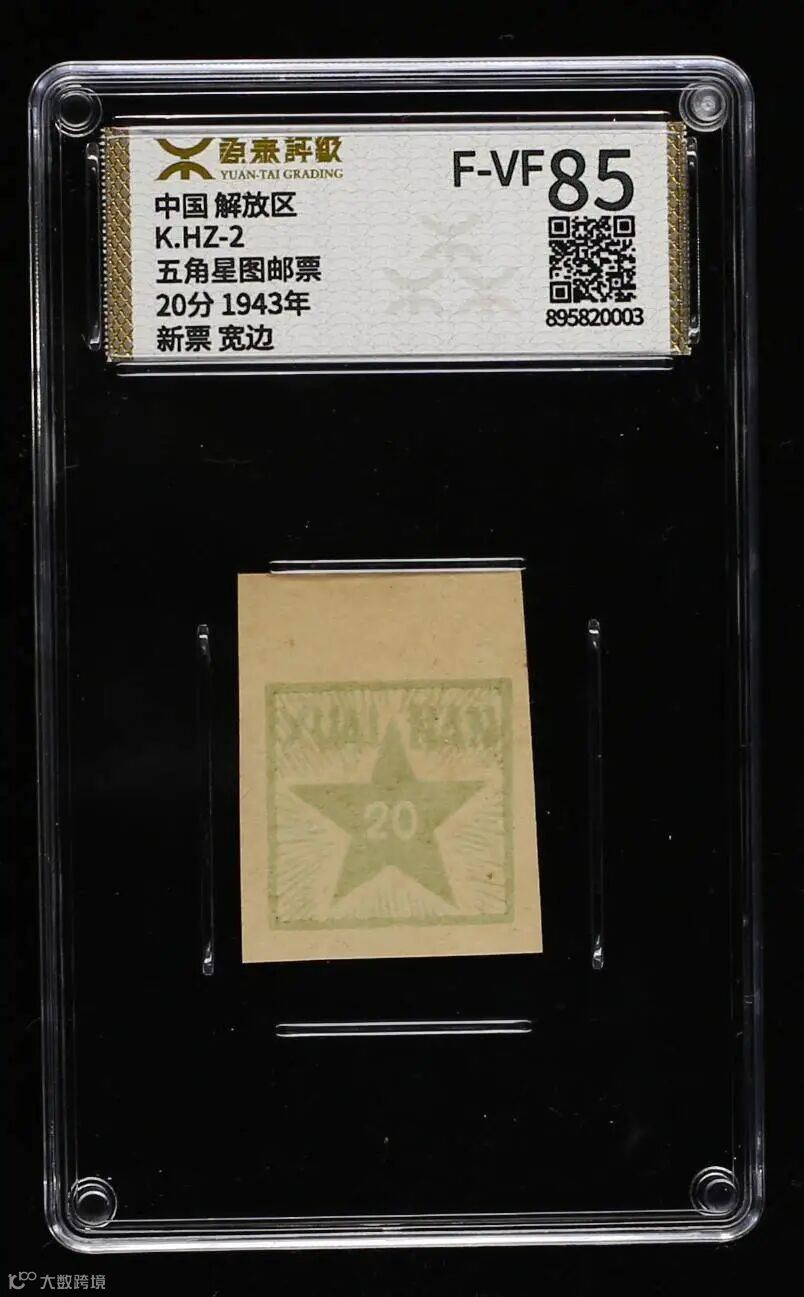 源泰評級
YUAN-TAI GRADING
F-VF 85
中国 解放区
K.HZ-2
五角星图邮票
20分 1943年
新票 宽边
895820003
20
大数跨境